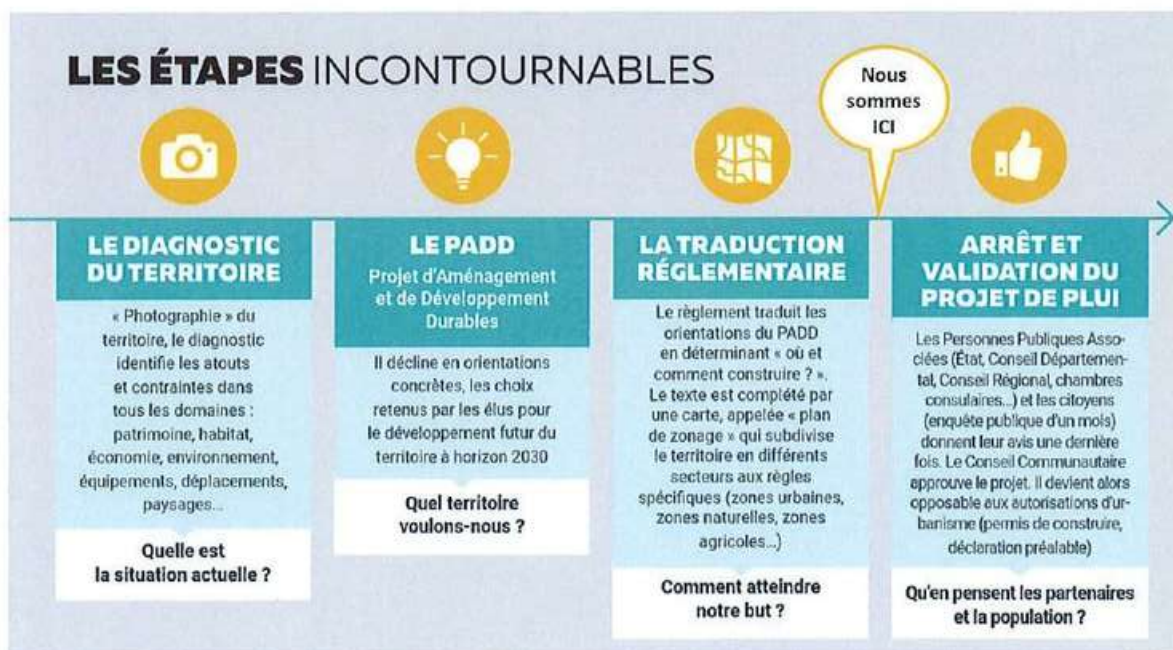 LES ÉTAPES INCONTOURNABLES
Nous
sommes
ICI
LE DIAGNOSTIC
DU TERRITOIRE
« Photographie » du
territoire, le diagnostic
identifie les atouts
et contraintes dans
tous les domaines :
patrimoine, habitat,
économie, environnement,
équipements, déplacements,
paysages...
Quelle est
la situation actuelle ?
LE PADD
Projet d'Aménagement
et de Développement
Durables
Il décline en orientations
concrètes, les choix
retenus par les élus pour
le développement futur du
territoire à horizon 2030
Quel territoire
voulons-nous ?
LA TRADUCTION
RÉGLEMENTAIRE
Le règlement traduit les
orientations du PADD
en déterminant « où et
comment construire ? ».
Le texte est complété par
une carte, appelée « plan
de zonage » qui subdivise
le territoire en différents
secteurs aux règles
spécifiques (zones urbaines,
zones naturelles, zones
agricoles...)
Comment atteindre
notre but ?
ARRÊT ET
VALIDATION DU
PROJET DE PLUI
Les Personnes Publiques Asso-
ciées (État, Conseil Départemen-
tal, Conseil Régional, chambres
consulaires...) et les citoyens
(enquête publique d'un mois)
donnent leur avis une dernière
fois. Le Conseil Communautaire
approuve le projet. Il devient alors
opposable aux autorisations d'ur-
banisme (permis de construire,
déclaration préalable)
Qu'en pensent les partenaires
et la population ?